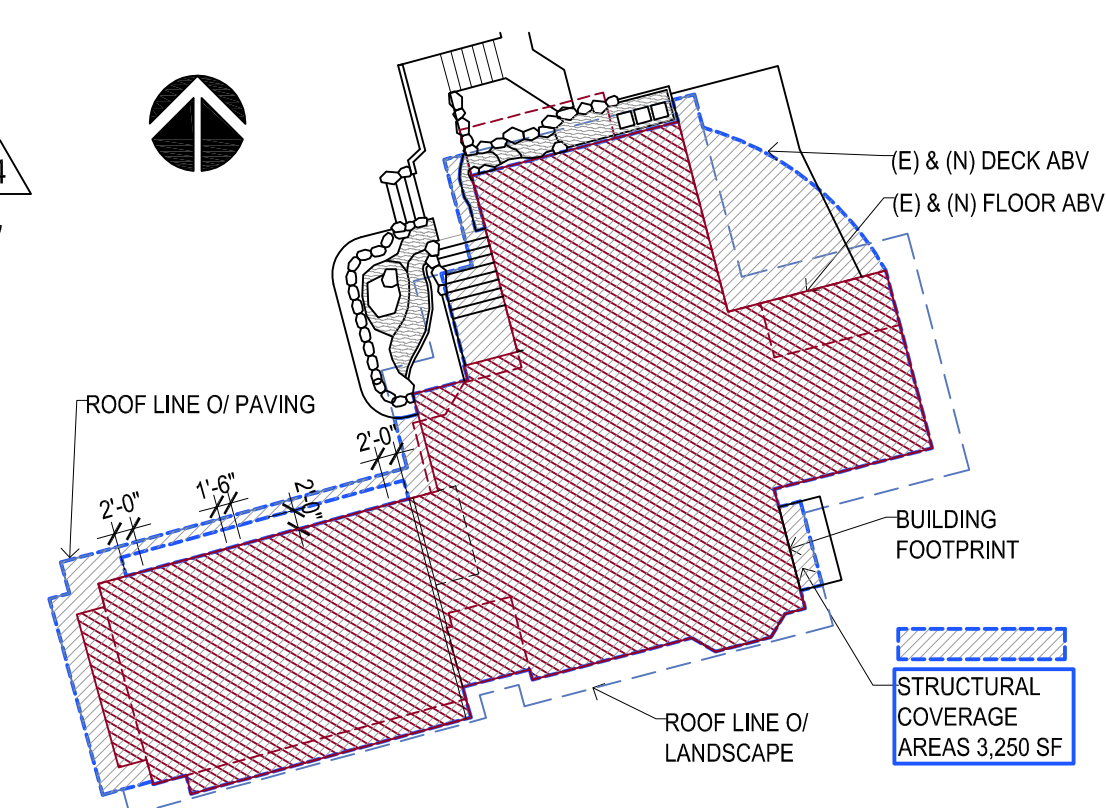 4
(E) & (N) DECK ABV
(E) & (N) FLOOR ABV
ROOF LINE O/ PAVING
2'-0"
2'-0"
1'-6"
2'-0"
BUILDING
FOOTPRINT
STRUCTURAL
COVERAGE
AREAS 3,250 SF
ROOF LINE O/
LANDSCAPE